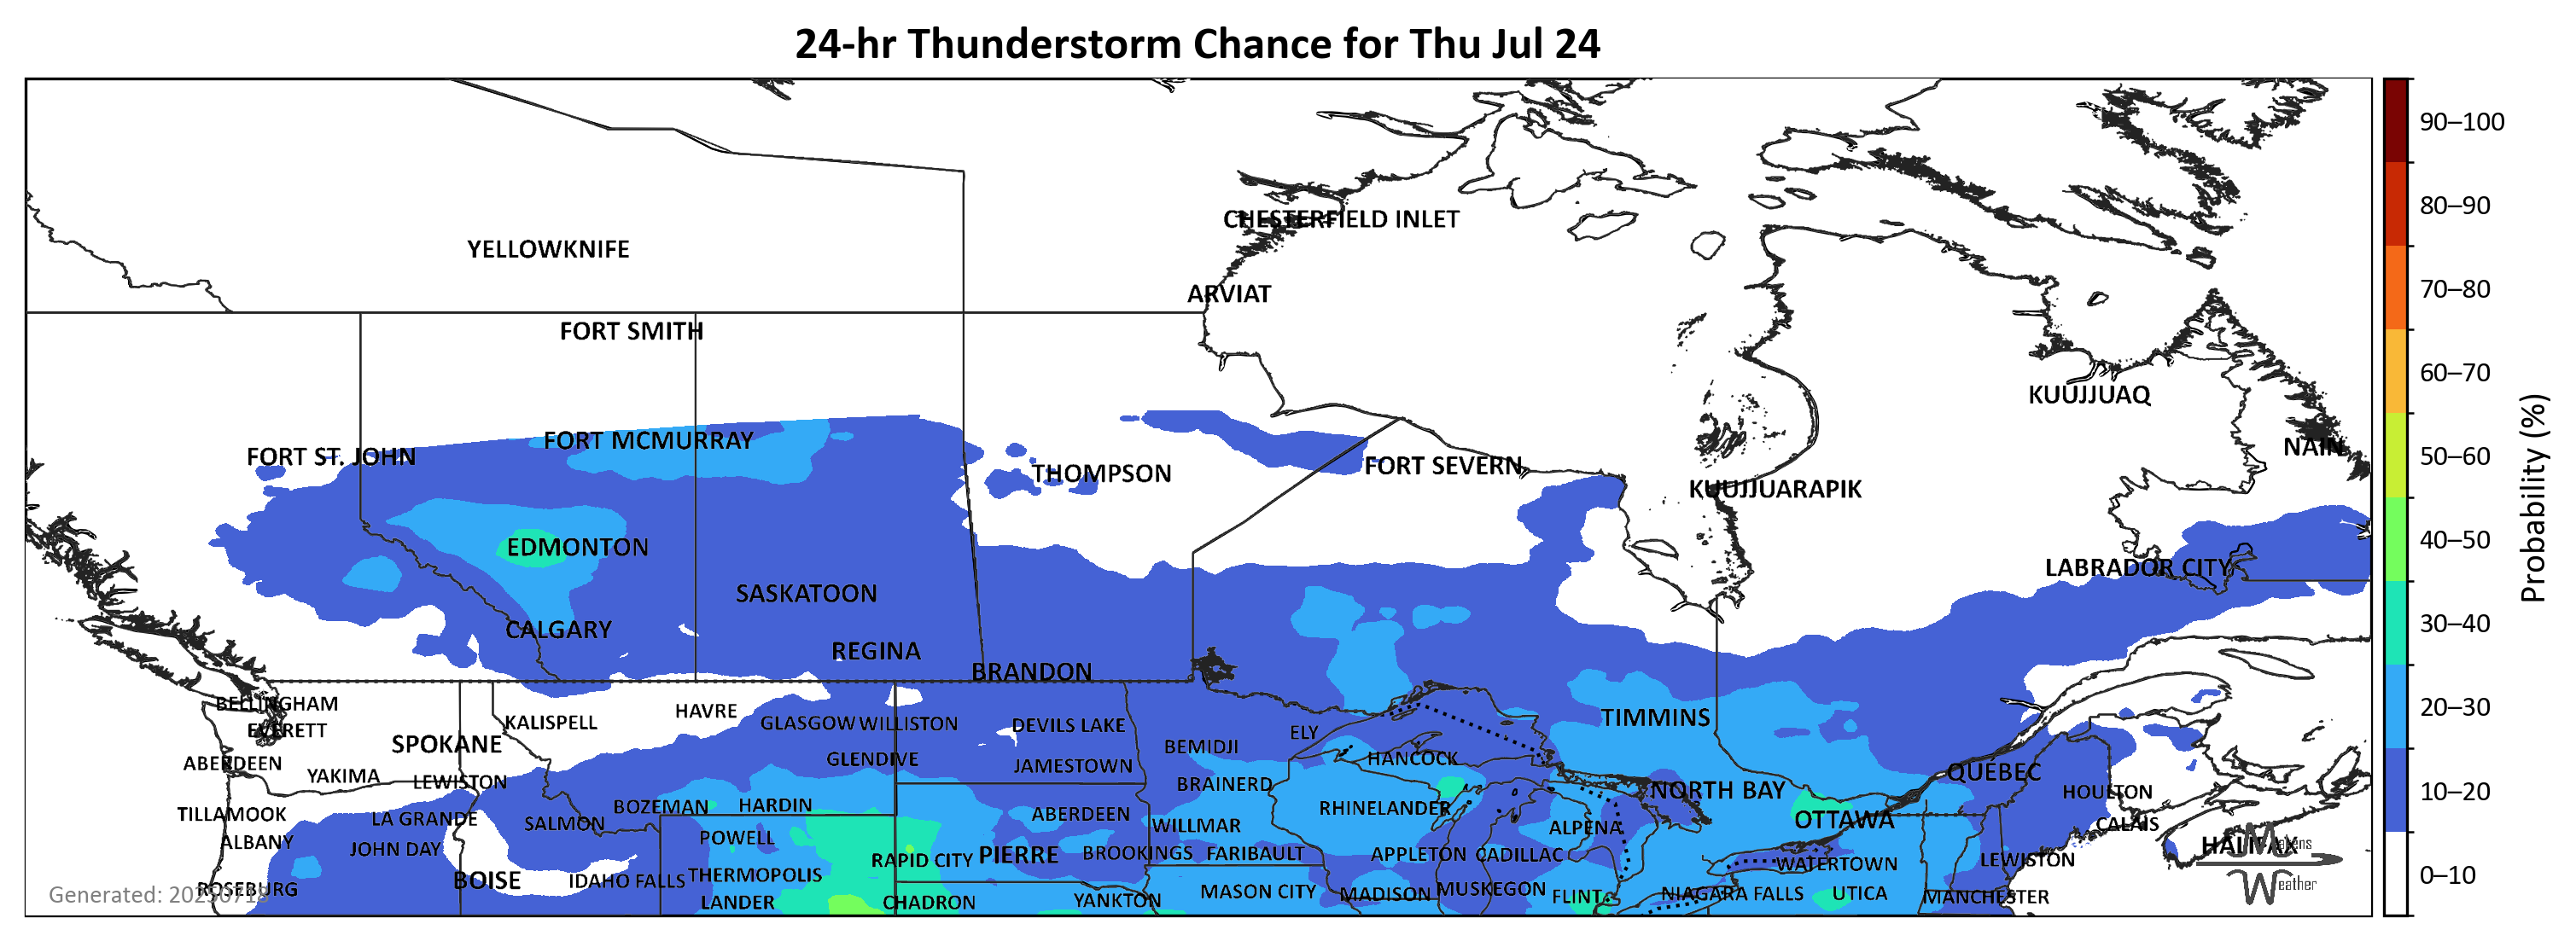 24-hr Thunderstorm Chance for Thu Jul 24
90–100
80–90
CHESTERFIELD INLET
YELLOWKNIFE
70–80
ARVIAT
FORT SMITH
60–70
KUUJJUAQ
FORT MCMURRAY
NAIN
FORT ST. JOHN
50–60
FORT SEVERN
THOMPSON
KUUJJUARAPIK
Probability (%)
40–50
EDMONTON
LABRADOR CITY
SASKATOON
30–40
CALGARY
REGINA
BRANDON
BELLINGHAM
20–30
HAVRE
TIMMINS
KALISPELL
GLASGOW WILLISTON
DEVILS LAKE
EVERETT
ELY
SPOKANE
BEMIDJI
GLENDIVE
HANCOCK
ABERDEEN
JAMESTOWN
QUEBEC
YAKIMA
LEWISTON
BRAINERD
NORTH BAY
HOULTON
10–20
BOZEMAN
HARDIN
RHINELANDER
TILLAMOOK
ABERDEEN
LA GRANDE
SALMON
WILLMAR
ALPENA
OTTAWA
CALAIS
POWELL
ALBANY
HALIFAX
Makens
JOHN DAY
BROOKINGS
FARIBAULT
APPLETON
CADILLAC
PIERRE
RAPID CITY
LEWISTON
WATERTOWN
THERMOPOLIS
0–10
BOISE
IDAHO FALLS
Weather
ROSEBURG
MASON CITY
MADISON
MUSKEGON
NIAGARA FALLS
UTICA
Generated: 20250718
FLINT
MANCHESTER
LANDER
CHADRON
YANKTON